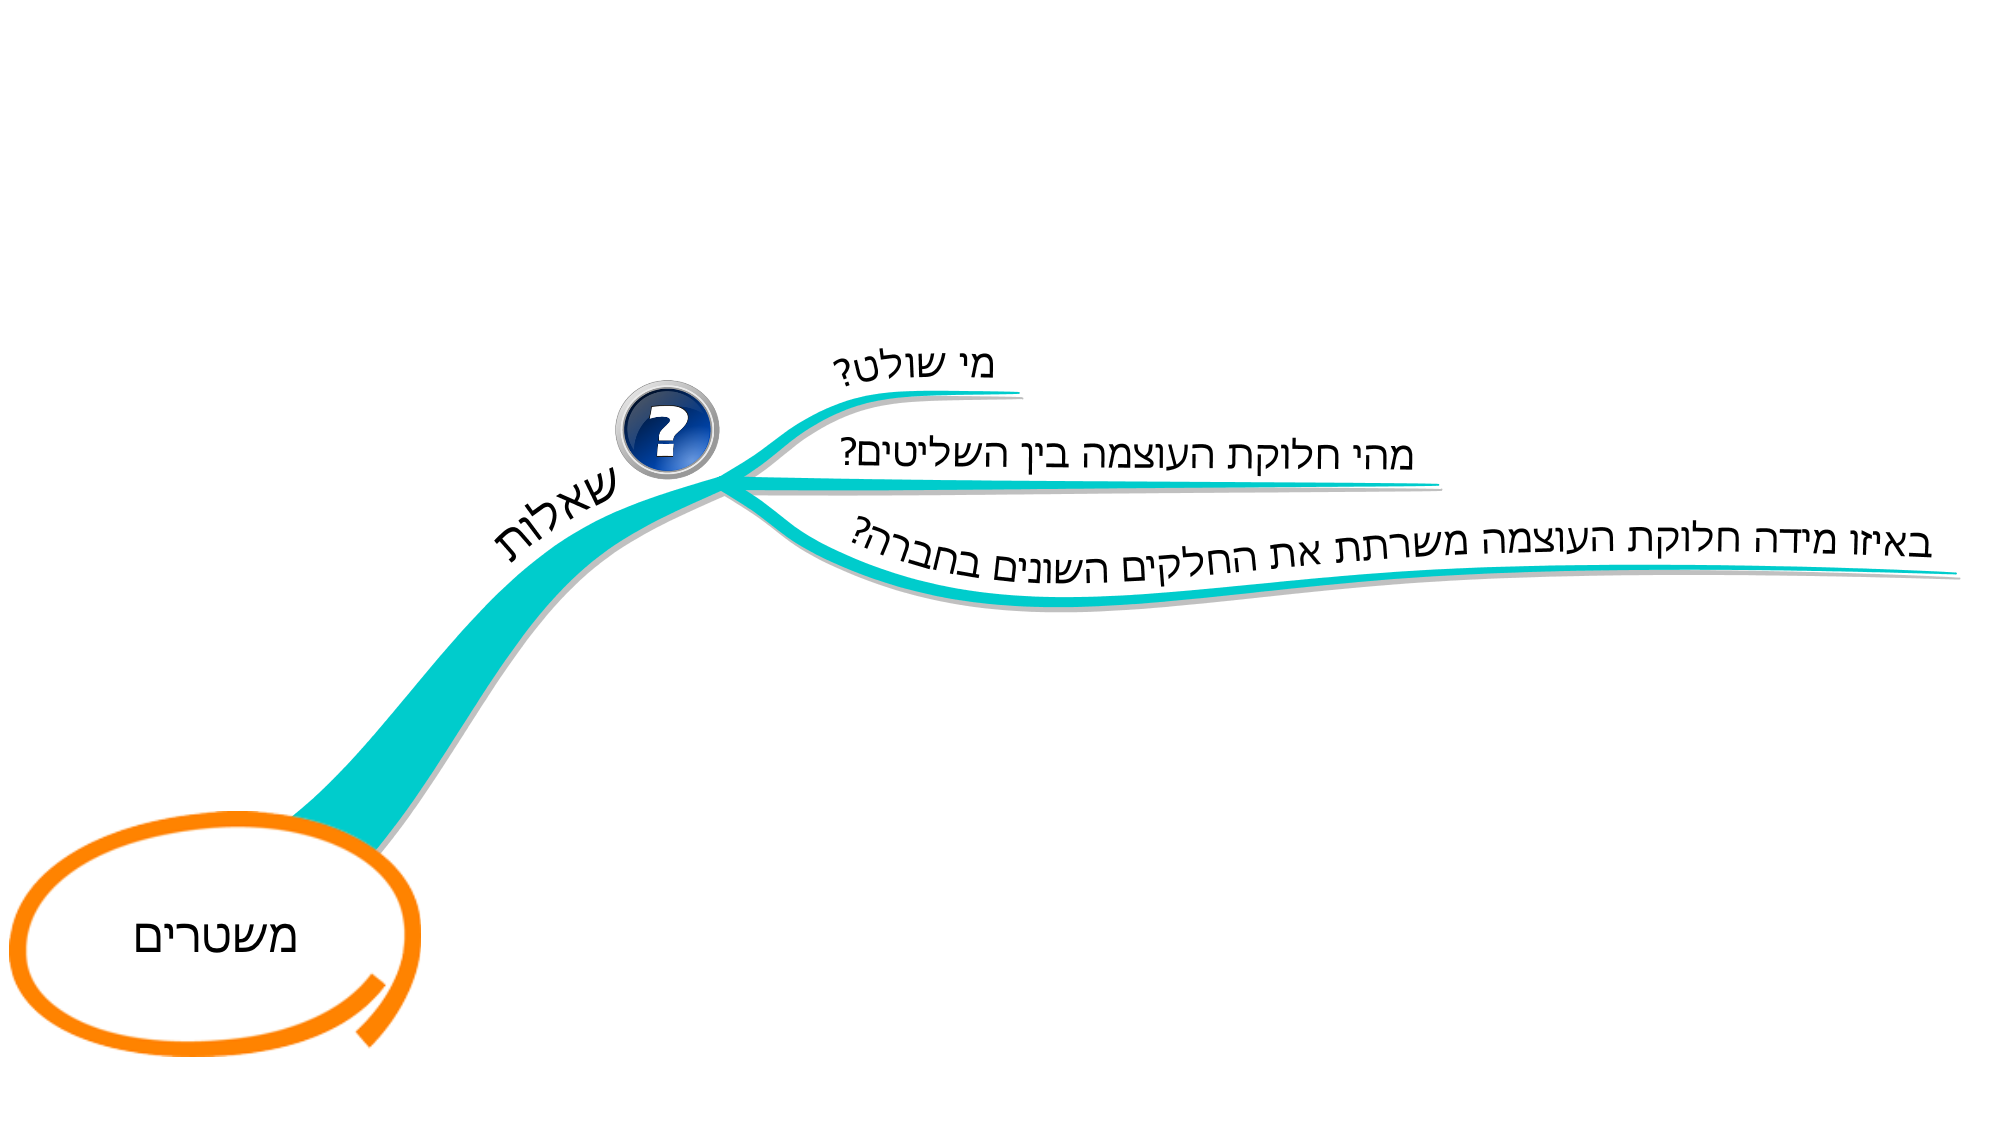 משטרים
שאלות
?
מי שולט?
מהי חלוקת העוצמה בין השליטים?
באיזו מידה חלוקת העוצמה משרתת את החלקים השונים בחברה?